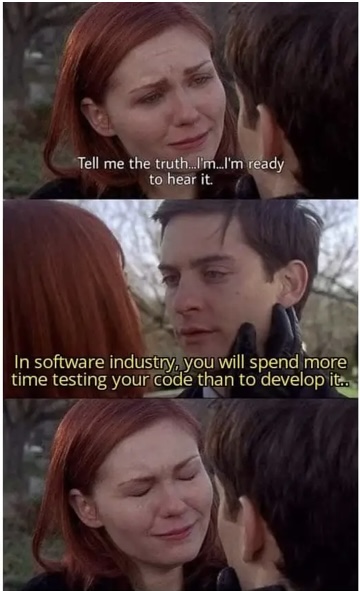 Tell me the truth...I'm...I'm ready
to hear it.
In software industry, you will spend more
time testing your code than to develop it..